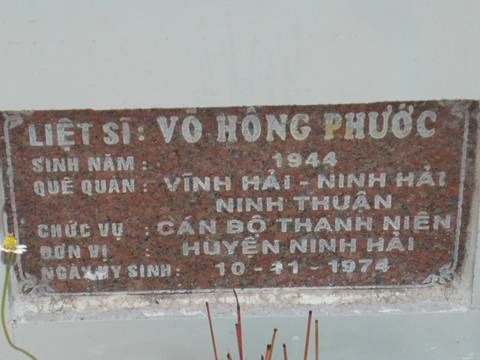 LIỆT SĨ: VÕ HỒNG PHƯỚC
SINH NĂM : 1944
QUÊ QUÁN : VĨNH HẢI - NINH HẢI
NINH THUẬN
CHỨC VỤ : CÁN BỘ THANH NIÊN
ĐƠN VỊ : HUYỆN NINH HẢI
NGÀY HY SINH: 10 - 11 - 1974